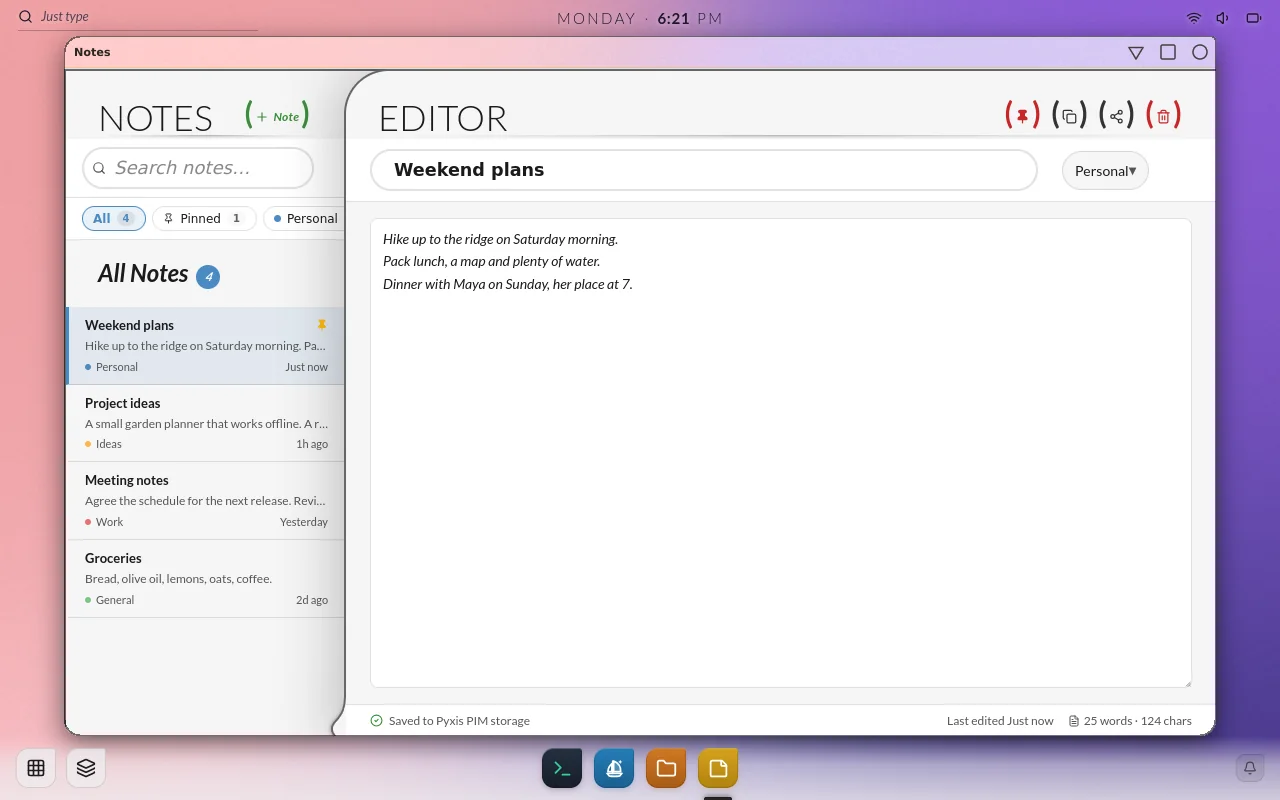 Just type
MONDAY · 6:21 PM
Notes
NOTES
+ Note
Search notes...
All 4
Pinned 1
Personal
All Notes 4
Weekend plans
Hike up to the ridge on Saturday morning. Pa...
Personal
Just now
Project ideas
A small garden planner that works offline. A r...
Ideas
1h ago
Meeting notes
Agree the schedule for the next release. Revi...
Work
Yesterday
Groceries
Bread, olive oil, lemons, oats, coffee.
General
2d ago
EDITOR
Weekend plans
Personal
Hike up to the ridge on Saturday morning.
Pack lunch, a map and plenty of water.
Dinner with Maya on Sunday, her place at 7.
Saved to Pyxis PIM storage
Last edited Just now
25 words · 124 chars